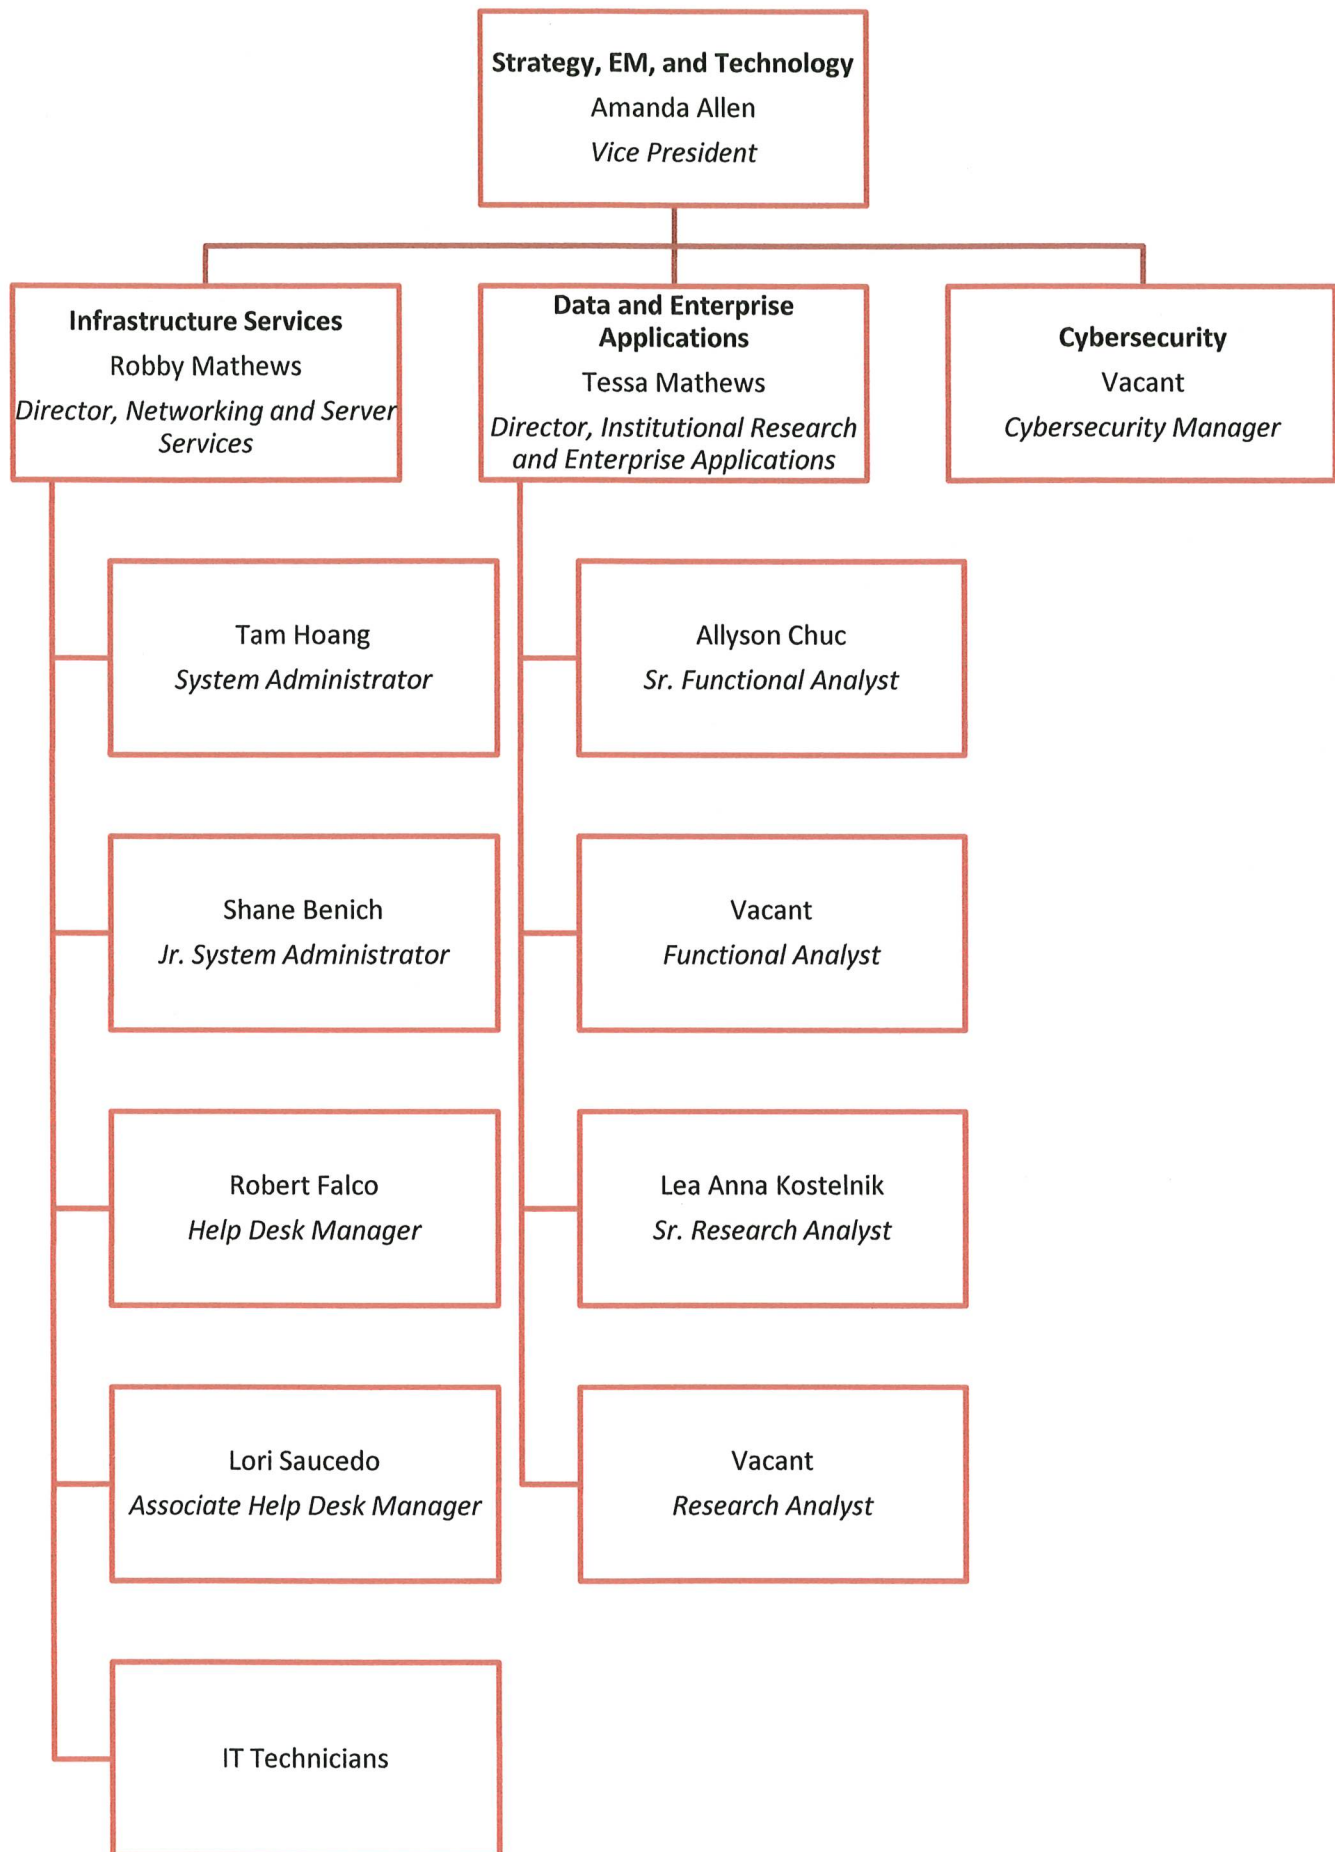 Strategy, EM, and Technology
Amanda Allen
Vice President
Infrastructure Services
Robby Mathews
Director, Networking and Server
Services
Data and Enterprise
Applications
Tessa Mathews
Director, Institutional Research
and Enterprise Applications
Cybersecurity
Vacant
Cybersecurity Manager
Tam Hoang
System Administrator
Shane Benich
Jr. System Administrator
Robert Falco
Help Desk Manager
Lori Saucedo
Associate Help Desk Manager
IT Technicians
Allyson Chuc
Sr. Functional Analyst
Vacant
Functional Analyst
Lea Anna Kostelnik
Sr. Research Analyst
Vacant
Research Analyst